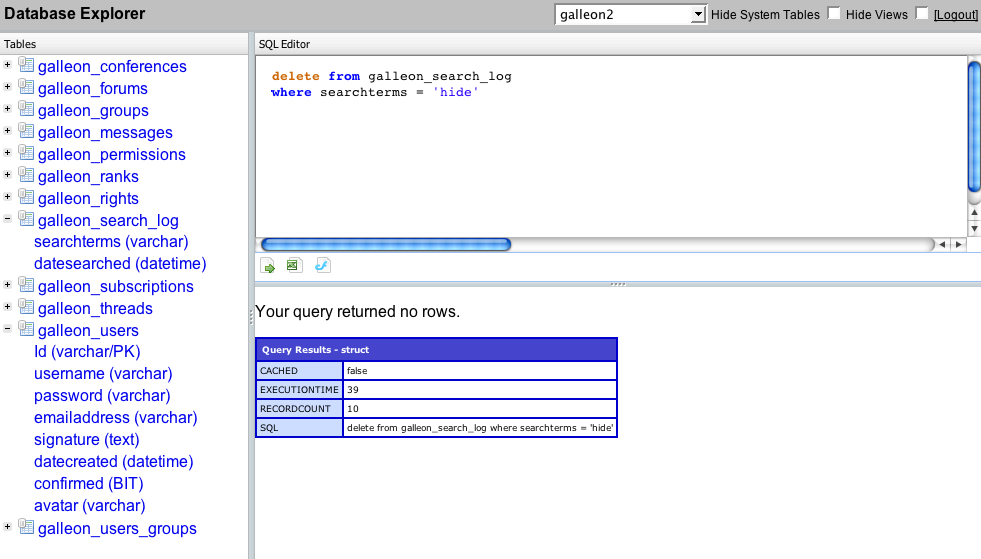 Database Explorer
galleon2
Hide System Tables
Hide Views
[Logout]
Tables
galleon_conferences
galleon_forums
galleon_groups
galleon_messages
galleon_permissions
galleon_ranks
galleon_rights
galleon_search_log
searchterms (varchar)
datesearched (datetime)
galleon_subscriptions
galleon_threads
galleon_users
Id (varchar/PK)
username (varchar)
password (varchar)
emailaddress (varchar)
signature (text)
datecreated (datetime)
confirmed (BIT)
avatar (varchar)
galleon_users_groups
SQL Editor
delete from galleon_search_log
where searchterms = 'hide'
Your query returned no rows.
Query Results - struct
CACHED false
EXECUTIONTIME 39
RECORDCOUNT 10
SQL delete from galleon_search_log where searchterms = 'hide'